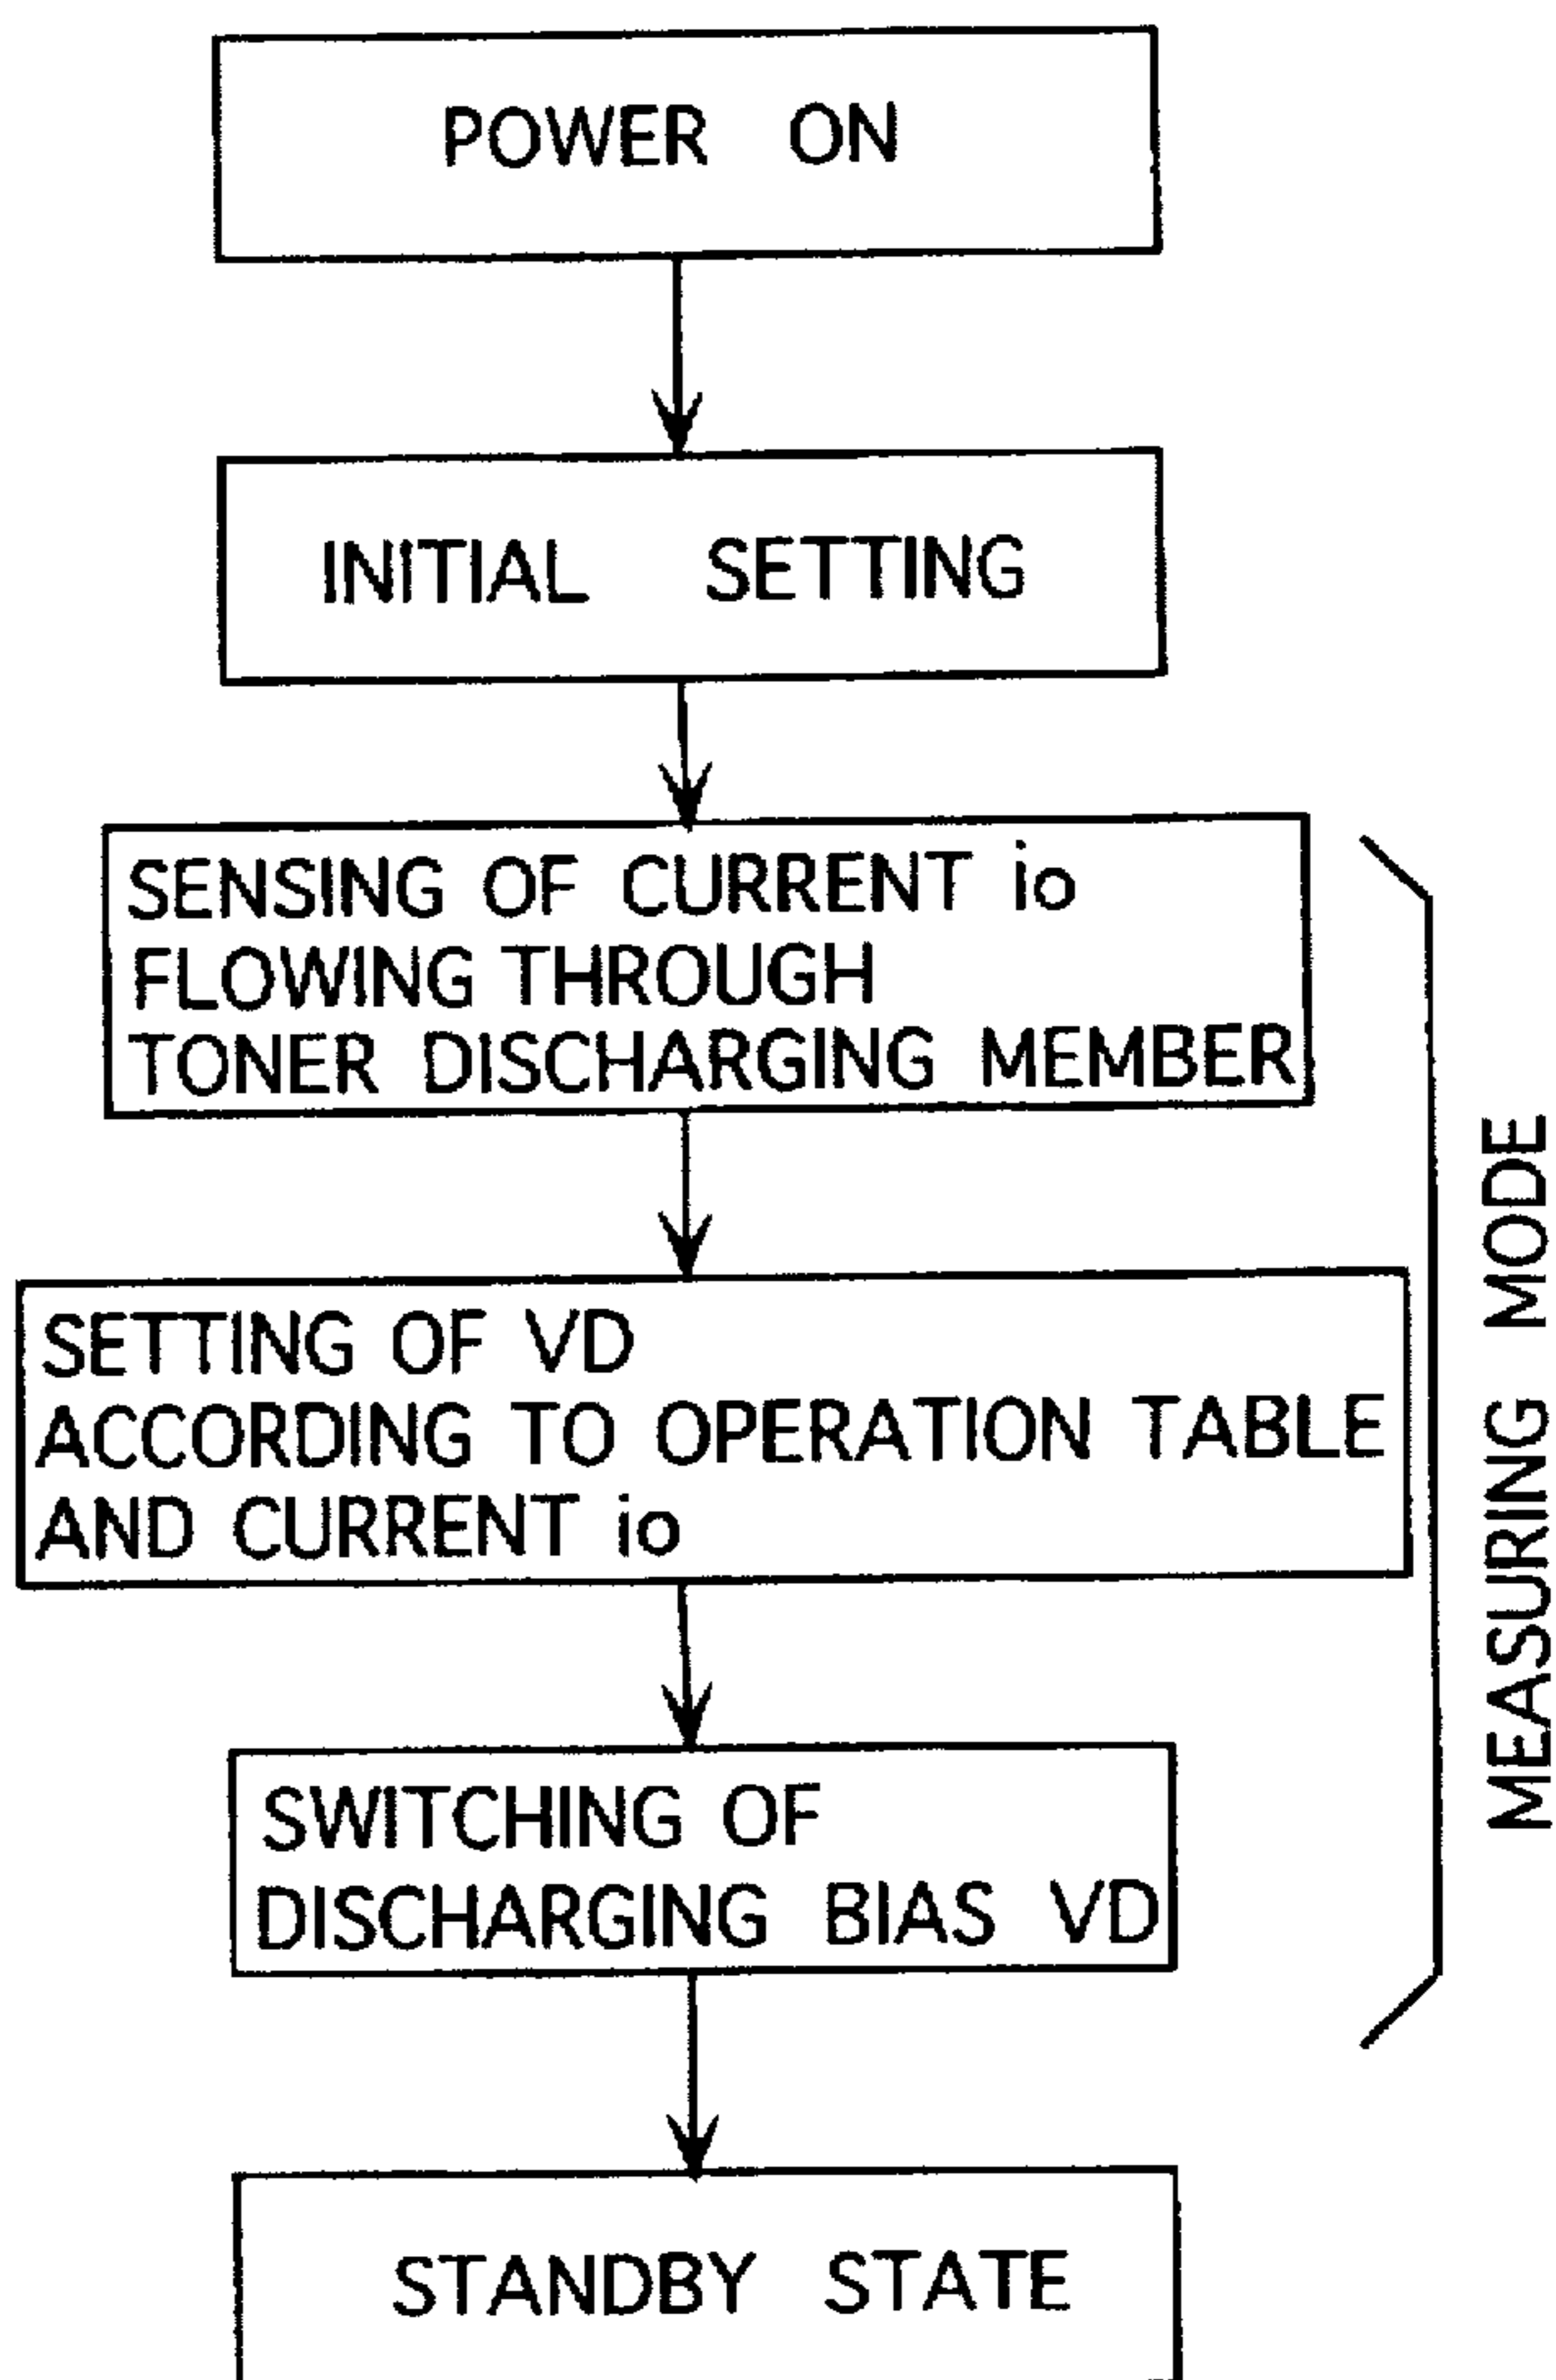 POWER ON
INITIAL SETTING
SENSING OF CURRENT io
FLOWING THROUGH
TONER DISCHARGING MEMBER
SETTING OF VD
ACCORDING TO OPERATION TABLE
AND CURRENT io
SWITCHING OF
DISCHARGING BIAS VD
STANDBY STATE
MEASURING MODE